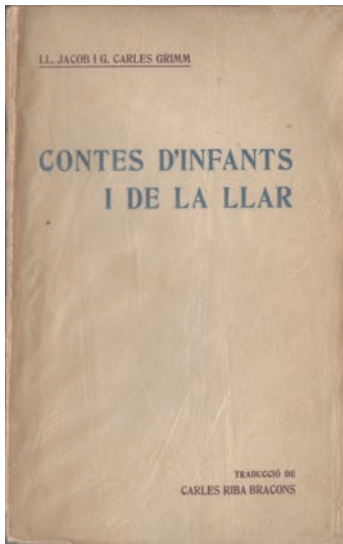 LL. JACOB I G. CARLES GRIMM
CONTES D'INFANTS
I DE LA LLAR
TRADUCCIÓ DE
CARLES RIBA BRACONS